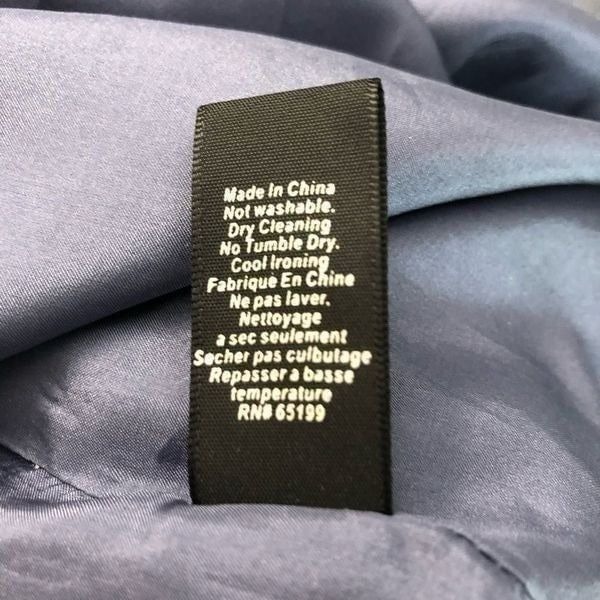 Made In China
Not washable.
Dry Cleaning
No Tumble Dry.
Cool Ironing
Fabrique En Chine
Ne pas laver.
Nettoyage
a sec seulement
Secher pas culbutage
Repasser a basse
temperature
RN# 65199